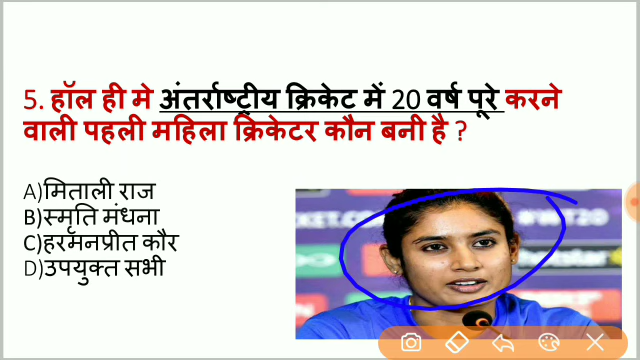 5. हॉल ही मे अंतर्राष्ट्रीय क्रिकेट में 20 वर्ष पूरे करने
वाली पहली महिला क्रिकेटर कौन बनी है ?
A)मिताली राज
B)स्मृति मंधना
C)हरमनप्रीत कौर
D)उपयुक्त सभी